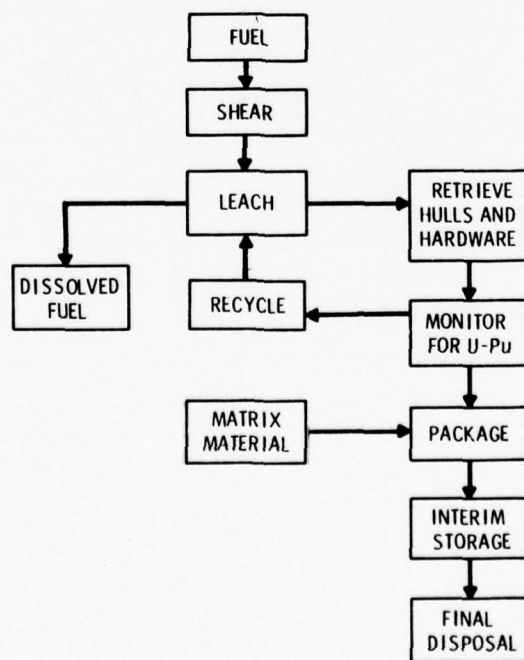 FUEL
SHEAR
LEACH
RETRIEVE
HULLS AND
HARDWARE
DISSOLVED
FUEL
RECYCLE
MONITOR
FOR U-Pu
MATRIX
MATERIAL
PACKAGE
INTERIM
STORAGE
FINAL
DISPOSAL